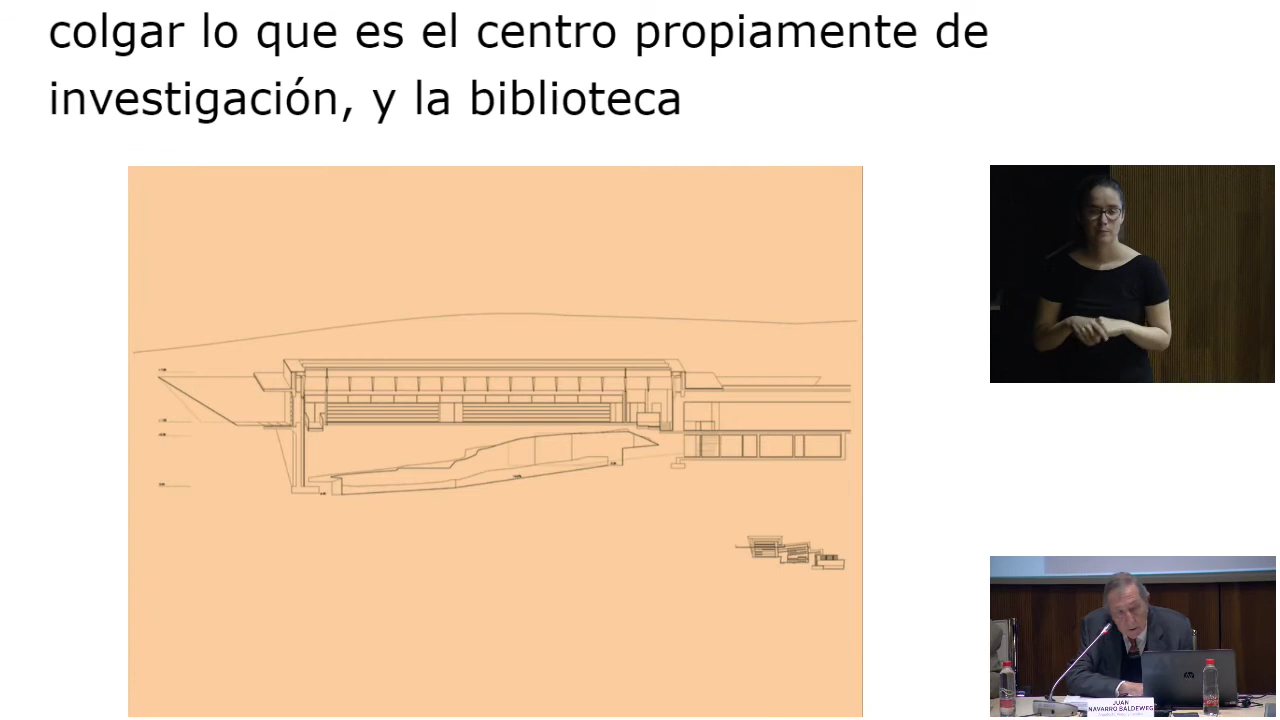 colgar lo que es el centro propiamente de
investigación, y la biblioteca
JUAN
NAVARRO BALDEWEG